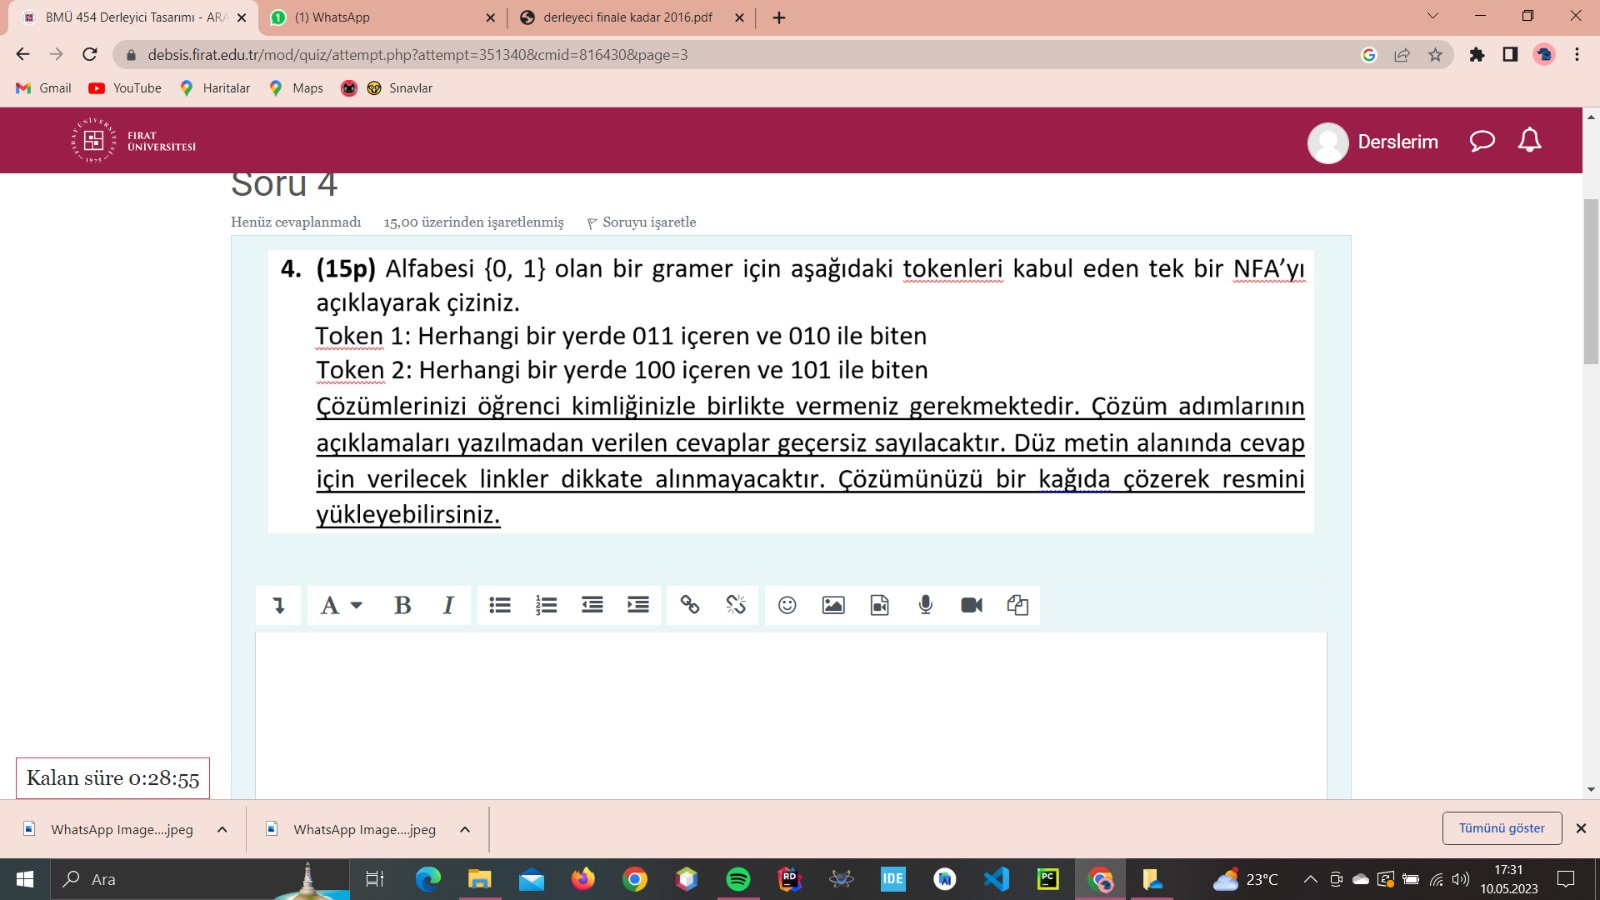 BMÜ 454 Derleyici Tasarımı - ARA
(1) WhatsApp
derleyeci finale kadar 2016.pdf
debsis.firat.edu.tr/mod/quiz/attempt.php?attempt=351340&cmid=816430&page=3
Gmail YouTube Haritalar Maps Sınavlar
FIRAT
ÜNİVERSİTESİ
Derslerim
Soru 4
Henüz cevaplanmadı 15,00 üzerinden işaretlenmiş Soruyu işaretle
4. (15p) Alfabesi {0, 1} olan bir gramer için aşağıdaki tokenleri kabul eden tek bir NFA’yı
açıklayarak çiziniz.
Token 1: Herhangi bir yerde 011 içeren ve 010 ile biten
Token 2: Herhangi bir yerde 100 içeren ve 101 ile biten
Çözümlerinizi öğrenci kimliğinizle birlikte vermeniz gerekmektedir. Çözüm adımlarının
açıklamaları yazılmadan verilen cevaplar geçersiz sayılacaktır. Düz metin alanında cevap
için verilecek linkler dikkate alınmayacaktır. Çözümünüzü bir kağıda çözerek resmini
yükleyebilirsiniz.
A B I
Kalan süre 0:28:55
WhatsApp Image....jpeg
WhatsApp Image....jpeg
Tümünü göster
Ara
RD
IDE
PC
23°C
17:31
10.05.2023